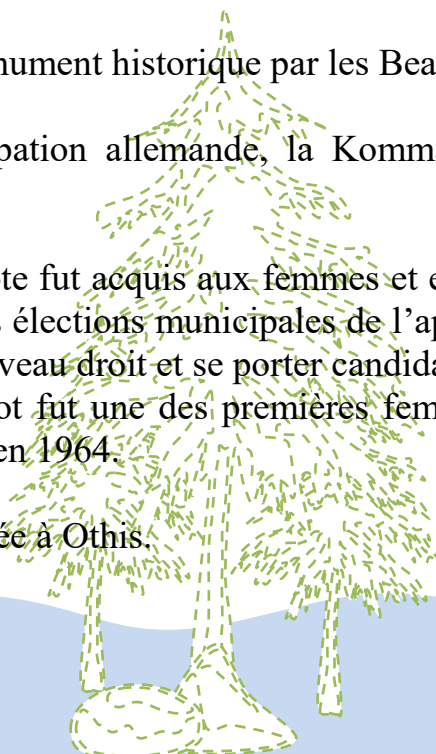 nument historique par les Bea
pation allemande, la Komm
te fut acquis aux femmes et e
s élections municipales de l’ap
veau droit et se porter candida
ot fut une des premières fem
en 1964.
ée à Othis.